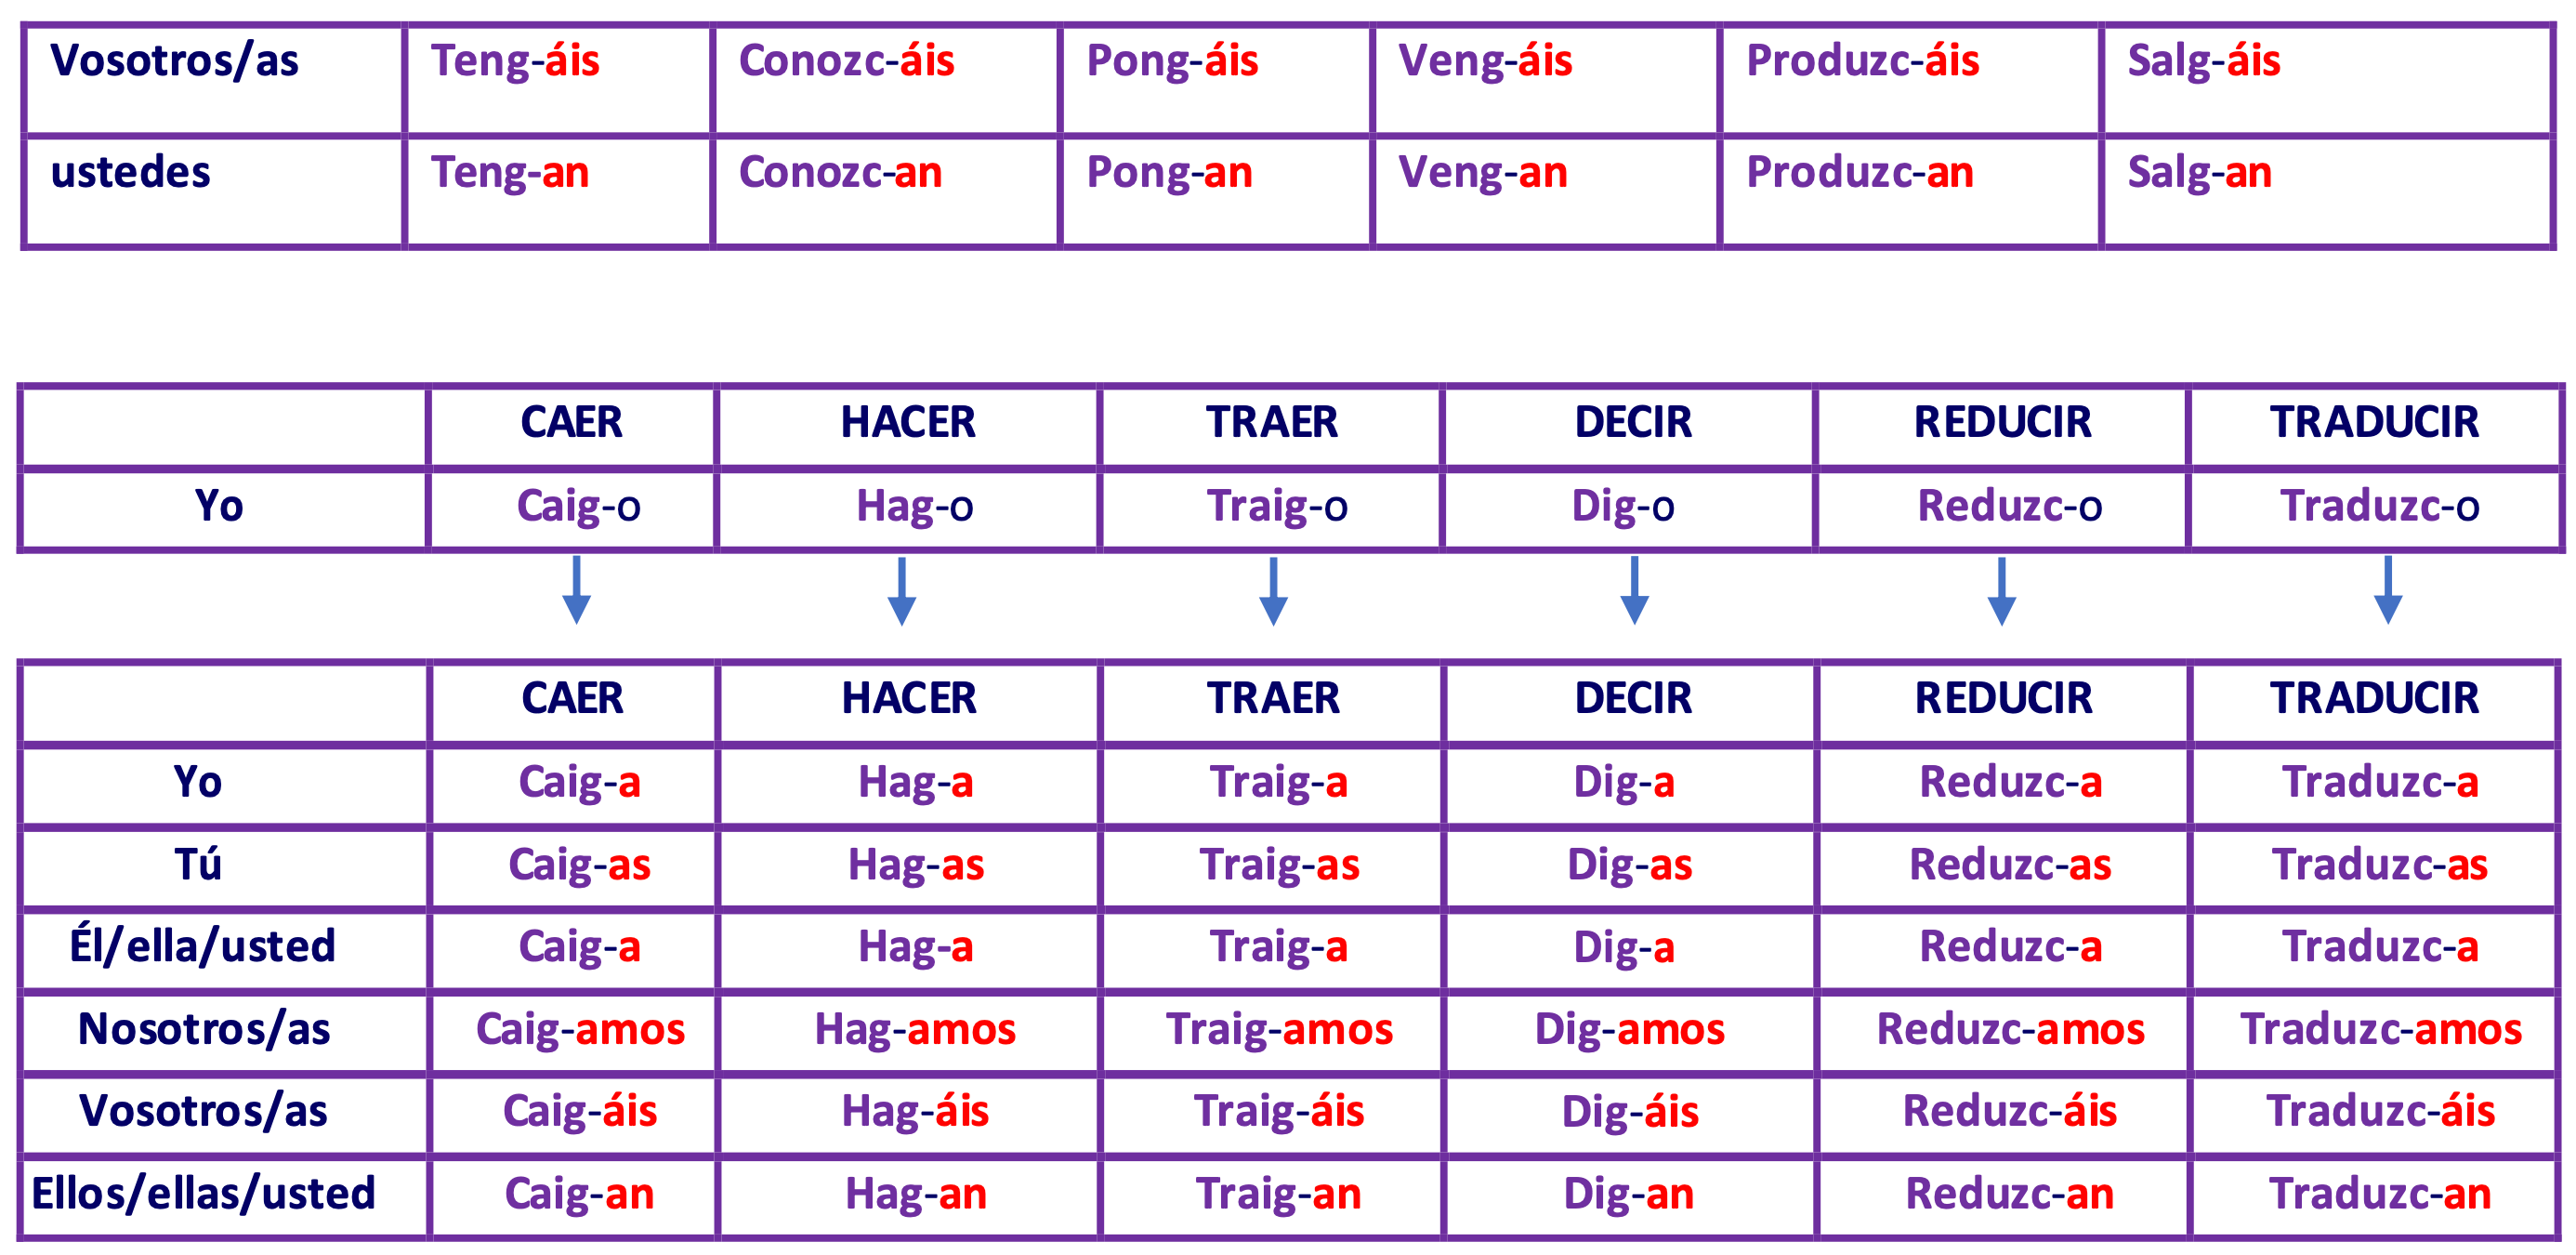 Vosotros/as Teng-áis Conozc-áis Pong-áis Veng-áis Produzc-áis Salg-áis
ustedes Teng-an Conozc-an Pong-an Veng-an Produzc-an Salg-an
CAER HACER TRAER DECIR REDUCIR TRADUCIR
Yo Caig-o Hag-o Traig-o Dig-o Reduzc-o Traduzc-o
CAER HACER TRAER DECIR REDUCIR TRADUCIR
Yo Caig-a Hag-a Traig-a Dig-a Reduzc-a Traduzc-a
Tú Caig-as Hag-as Traig-as Dig-as Reduzc-as Traduzc-as
Él/ella/usted Caig-a Hag-a Traig-a Dig-a Reduzc-a Traduzc-a
Nosotros/as Caig-amos Hag-amos Traig-amos Dig-amos Reduzc-amos Traduzc-amos
Vosotros/as Caig-áis Hag-áis Traig-áis Dig-áis Reduzc-áis Traduzc-áis
Ellos/ellas/usted Caig-an Hag-an Traig-an Dig-an Reduzc-an Traduzc-an